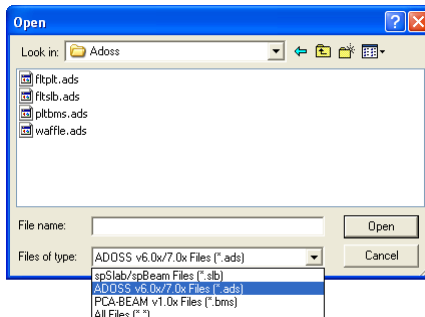 Open
Look in: Adoss
fltplt.ads
fltslb.ads
pltbms.ads
waffle.ads
File name: Open
Files of type: ADOSS v6.0x/7.0x Files (*.ads) Cancel
spSlab/spBeam Files (*.slb)
ADOSS v6.0x/7.0x Files (*.ads)
PCA-BEAM v1.0x Files (*.bms)
All Files (*.*)